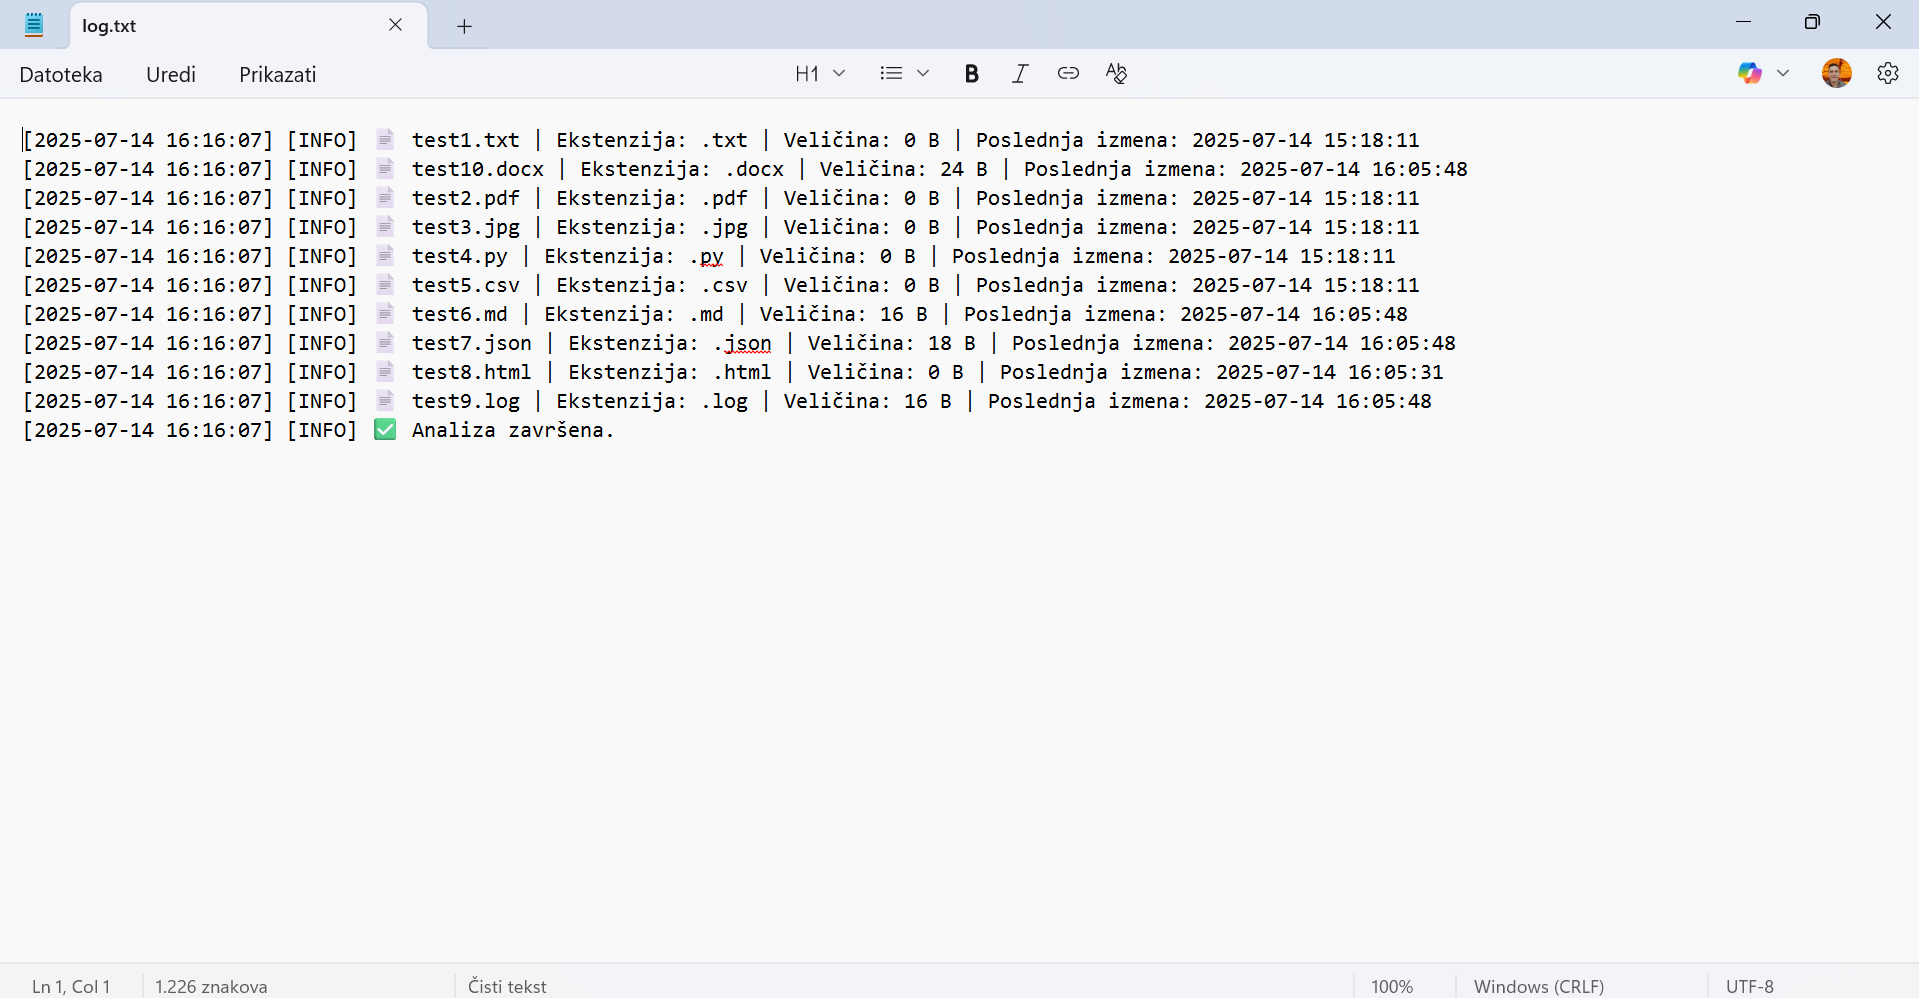 log.txt
Datoteka Uredi Prikazati H1 B I
[2025-07-14 16:16:07] [INFO] 📄 test1.txt | Ekstenzija: .txt | Veličina: 0 B | Poslednja izmena: 2025-07-14 15:18:11
[2025-07-14 16:16:07] [INFO] 📄 test10.docx | Ekstenzija: .docx | Veličina: 24 B | Poslednja izmena: 2025-07-14 16:05:48
[2025-07-14 16:16:07] [INFO] 📄 test2.pdf | Ekstenzija: .pdf | Veličina: 0 B | Poslednja izmena: 2025-07-14 15:18:11
[2025-07-14 16:16:07] [INFO] 📄 test3.jpg | Ekstenzija: .jpg | Veličina: 0 B | Poslednja izmena: 2025-07-14 15:18:11
[2025-07-14 16:16:07] [INFO] 📄 test4.py | Ekstenzija: .py | Veličina: 0 B | Poslednja izmena: 2025-07-14 15:18:11
[2025-07-14 16:16:07] [INFO] 📄 test5.csv | Ekstenzija: .csv | Veličina: 0 B | Poslednja izmena: 2025-07-14 15:18:11
[2025-07-14 16:16:07] [INFO] 📄 test6.md | Ekstenzija: .md | Veličina: 16 B | Poslednja izmena: 2025-07-14 16:05:48
[2025-07-14 16:16:07] [INFO] 📄 test7.json | Ekstenzija: .json | Veličina: 18 B | Poslednja izmena: 2025-07-14 16:05:48
[2025-07-14 16:16:07] [INFO] 📄 test8.html | Ekstenzija: .html | Veličina: 0 B | Poslednja izmena: 2025-07-14 16:05:31
[2025-07-14 16:16:07] [INFO] 📄 test9.log | Ekstenzija: .log | Veličina: 16 B | Poslednja izmena: 2025-07-14 16:05:48
[2025-07-14 16:16:07] [INFO] ✅ Analiza završena.
Ln 1, Col 1 1.226 znakova Čisti tekst 100% Windows (CRLF) UTF-8